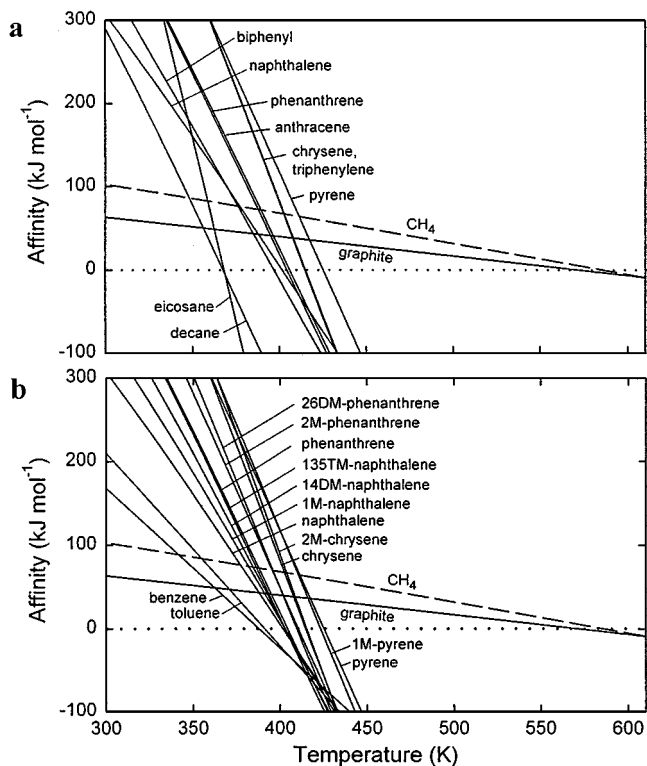 a
300
biphenyl
naphthalene
200
phenanthrene
anthracene
chrysene,
triphenylene
100
pyrene
CH4
graphite
0
eicosane
decane
-100
Affinity (kJ mol-1)
b
300
26DM-phenanthrene
2M-phenanthrene
phenanthrene
135TM-naphthalene
200
14DM-naphthalene
1M-naphthalene
naphthalene
2M-chrysene
chrysene
100
CH4
benzene
toluene
graphite
0
1M-pyrene
pyrene
-100
Affinity (kJ mol-1)
300 350 400 450 500 550 600
Temperature (K)